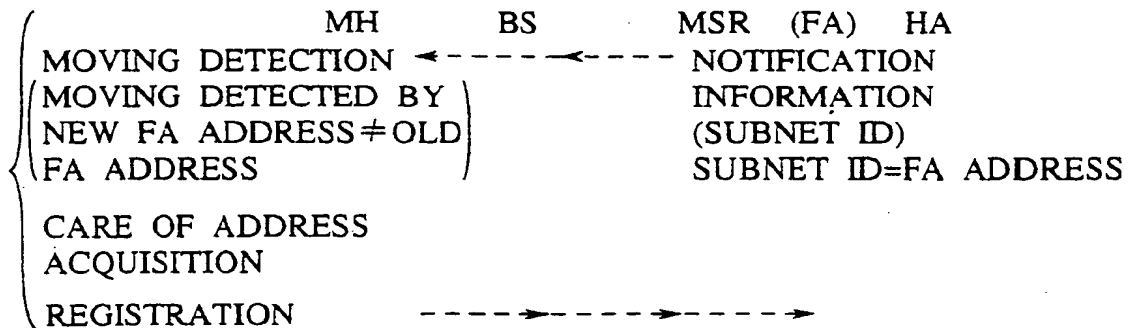 MH BS MSR (FA) HA
MOVING DETECTION NOTIFICATION
MOVING DETECTED BY INFORMATION
NEW FA ADDRESS≠OLD (SUBNET ID)
FA ADDRESS SUBNET ID=FA ADDRESS
CARE OF ADDRESS
ACQUISITION
REGISTRATION